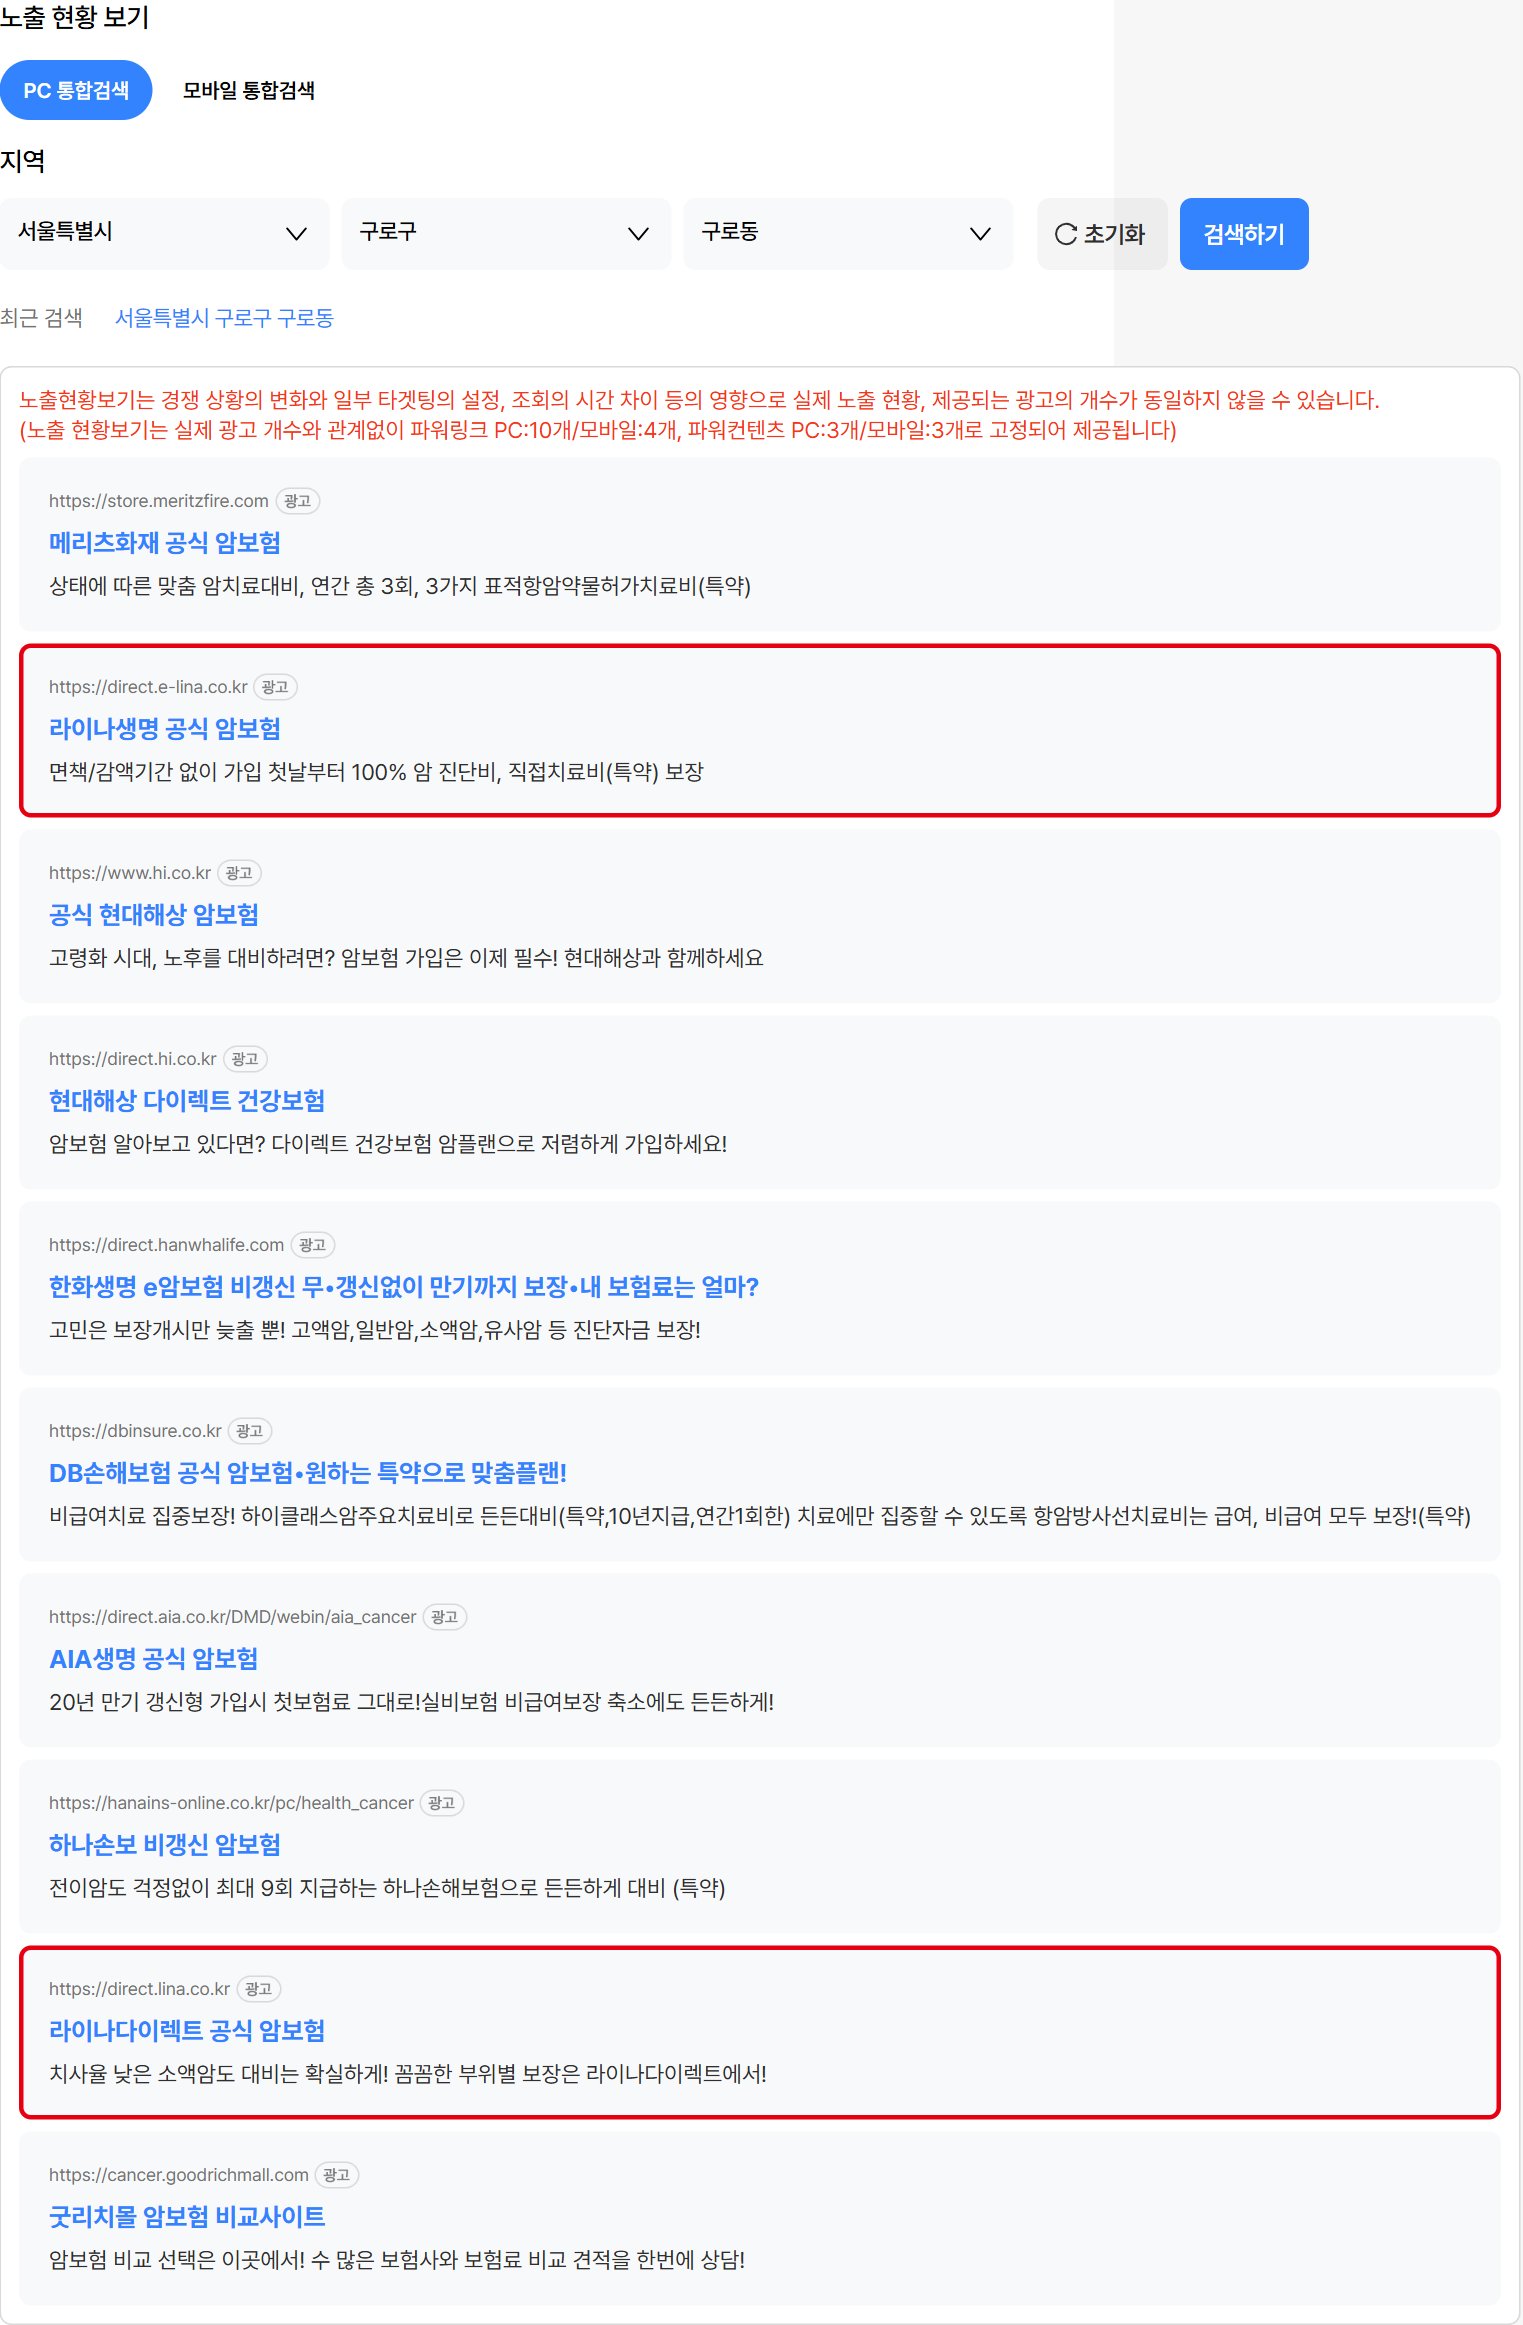 노출 현황 보기
PC 통합검색 모바일 통합검색
지역
서울특별시 구로구 구로동 초기화 검색하기
최근 검색 서울특별시 구로구 구로동
노출현황보기는 경쟁 상황의 변화와 일부 타겟팅의 설정, 조회의 시간 차이 등의 영향으로 실제 노출 현황, 제공되는 광고의 개수가 동일하지 않을 수 있습니다.
(노출 현황보기는 실제 광고 개수와 관계없이 파워링크 PC:10개/모바일:4개, 파워컨텐츠 PC:3개/모바일:3개로 고정되어 제공됩니다)
https://store.meritzfire.com 광고
메리츠화재 공식 암보험
상태에 따른 맞춤 암치료대비, 연간 총 3회, 3가지 표적항암약물허가치료비(특약)
https://direct.e-lina.co.kr 광고
라이나생명 공식 암보험
면책/감액기간 없이 가입 첫날부터 100% 암 진단비, 직접치료비(특약) 보장
https://www.hi.co.kr 광고
공식 현대해상 암보험
고령화 시대, 노후를 대비하려면? 암보험 가입은 이제 필수! 현대해상과 함께하세요
https://direct.hi.co.kr 광고
현대해상 다이렉트 건강보험
암보험 알아보고 있다면? 다이렉트 건강보험 암플랜으로 저렴하게 가입하세요!
https://direct.hanwhalife.com 광고
한화생명 e암보험 비갱신 무•갱신없이 만기까지 보장•내 보험료는 얼마?
고민은 보장개시만 늦출 뿐! 고액암,일반암,소액암,유사암 등 진단자금 보장!
https://dbinsure.co.kr 광고
DB손해보험 공식 암보험•원하는 특약으로 맞춤플랜!
비급여치료 집중보장! 하이클래스암주요치료비로 든든대비(특약,10년지급,연간1회한) 치료에만 집중할 수 있도록 항암방사선치료비는 급여, 비급여 모두 보장!(특약)
https://direct.aia.co.kr/DMD/webin/aia_cancer 광고
AIA생명 공식 암보험
20년 만기 갱신형 가입시 첫보험료 그대로!실비보험 비급여보장 축소에도 든든하게!
https://hanains-online.co.kr/pc/health_cancer 광고
하나손보 비갱신 암보험
전이암도 걱정없이 최대 9회 지급하는 하나손해보험으로 든든하게 대비 (특약)
https://direct.lina.co.kr 광고
라이나다이렉트 공식 암보험
치사율 낮은 소액암도 대비는 확실하게! 꼼꼼한 부위별 보장은 라이나다이렉트에서!
https://cancer.goodrichmall.com 광고
굿리치몰 암보험 비교사이트
암보험 비교 선택은 이곳에서! 수 많은 보험사와 보험료 비교 견적을 한번에 상담!